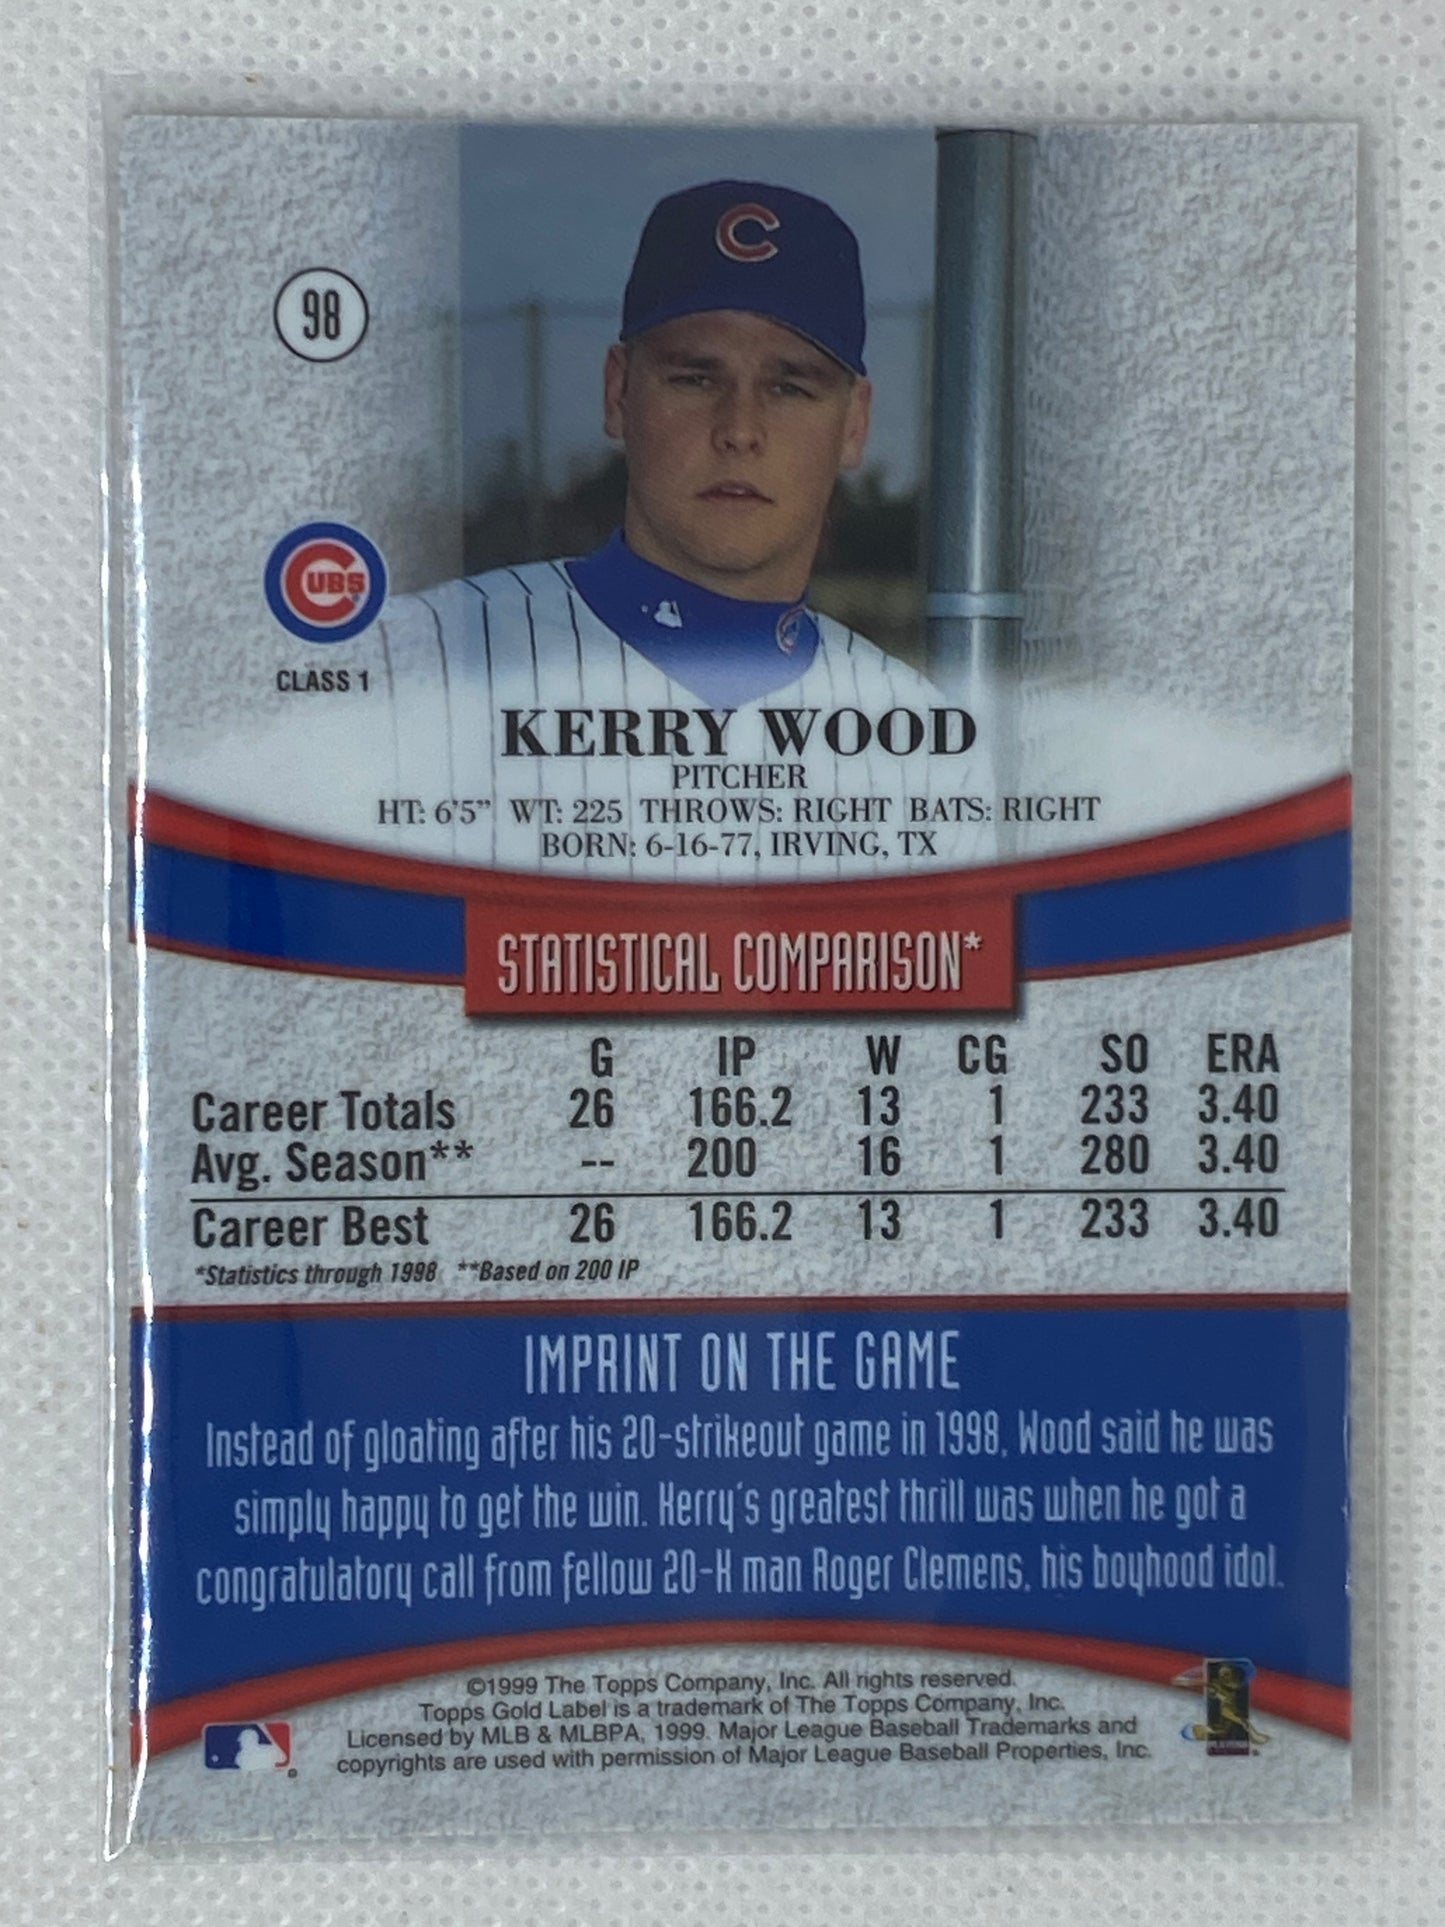 C
98
CUBS
CLASS 1
KERRY WOOD
PITCHER
HT: 6'5" WT: 225 THROWS: RIGHT BATS: RIGHT
BORN: 6-16-77, IRVING, TX
STATISTICAL COMPARISON*
G IP W CG SO ERA
Career Totals 26 166.2 13 1 233 3.40
Avg. Season** -- 200 16 1 280 3.40
Career Best 26 166.2 13 1 233 3.40
*Statistics through 1998 **Based on 200 IP
IMPRINT ON THE GAME
Instead of gloating after his 20-strikeout game in 1998, Wood said he was
simply happy to get the win. Kerry's greatest thrill was when he got a
congratulatory call from fellow 20-K man Roger Clemens, his boyhood idol.
©1999 The Topps Company, Inc. All rights reserved.
Topps Gold Label is a trademark of The Topps Company, Inc.
Licensed by MLB & MLBPA, 1999. Major League Baseball Trademarks and
copyrights are used with permission of Major League Baseball Properties, Inc.